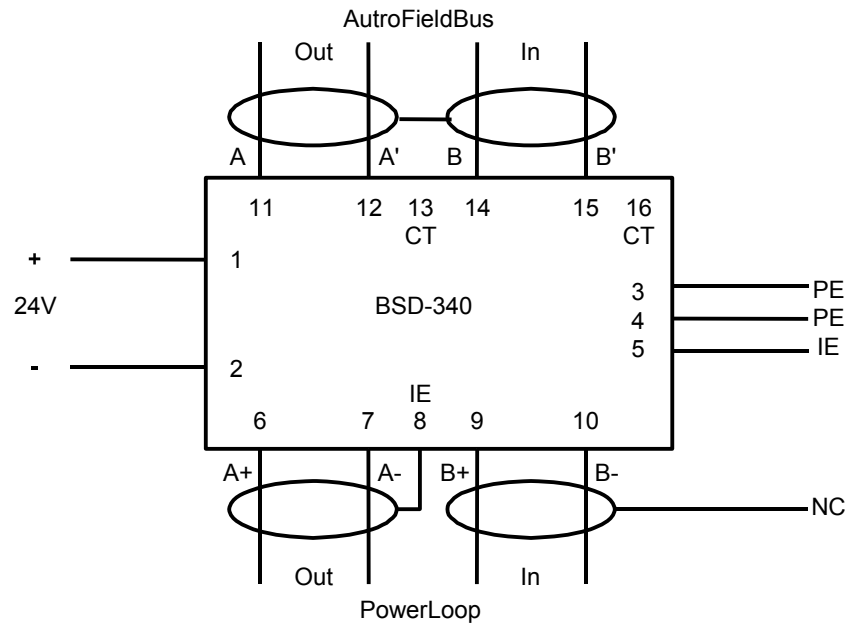 AutroFieldBus
Out In
A A' B B'
11 12 13 14 15 16
CT CT
+ 1
24V BSD-340 3 PE
4 PE
5 IE
- 2
IE
6 7 8 9 10
A+ A- B+ B-
NC
Out In
PowerLoop